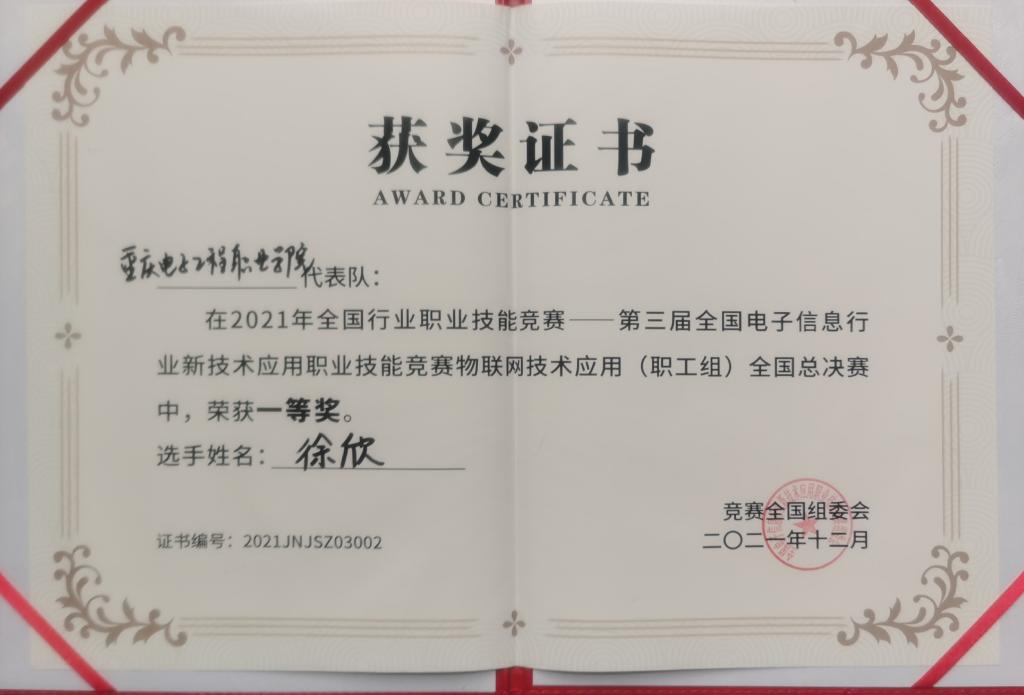 获奖证书
AWARD CERTIFICATE
重庆电子工程职业学院代表队：
在2021年全国行业职业技能竞赛——第三届全国电子信息行
业新技术应用职业技能竞赛物联网技术应用（职工组）全国总决赛
中，荣获一等奖。
选手姓名：徐欣
竞赛全国组委会
证书编号：2021JNJSZ03002
二〇二一年十二月